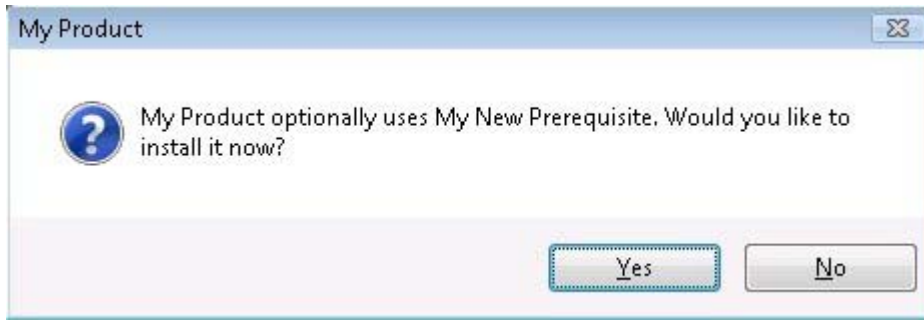 My Product
My Product optionally uses My New Prerequisite. Would you like to
install it now?
Yes
No